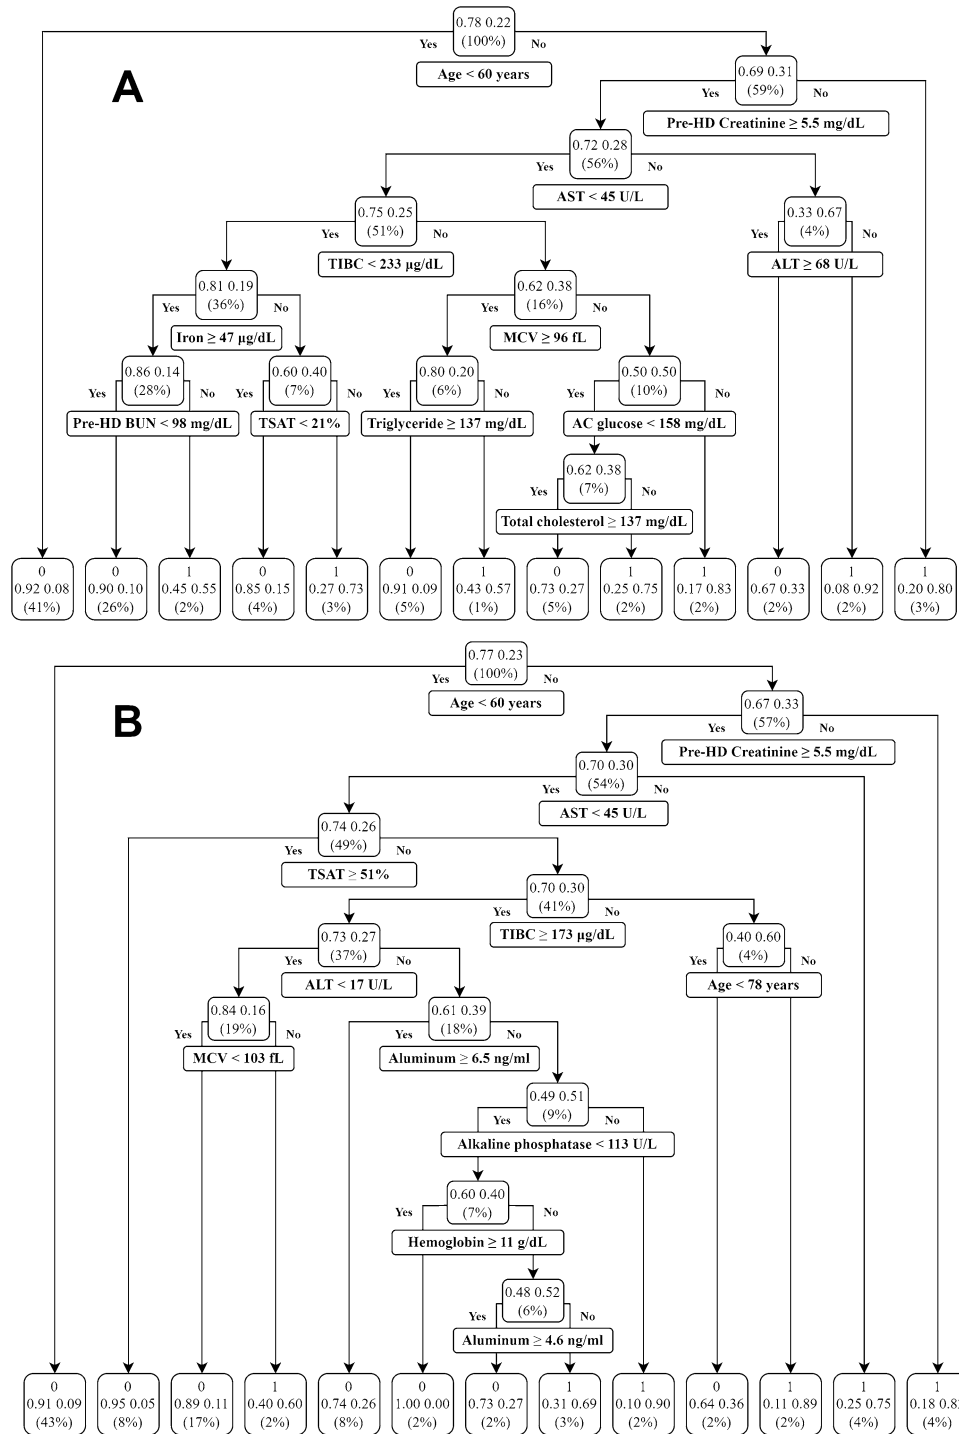 0.78 0.22
(100%)
Yes No
Age < 60 years
A
0.69 0.31
(59%)
Yes No
Pre-HD Creatinine ≥ 5.5 mg/dL
0.72 0.28
(56%)
Yes No
AST < 45 U/L
0.75 0.25
(51%)
Yes No
TIBC < 233 μg/dL
0.33 0.67
(4%)
Yes No
ALT ≥ 68 U/L
0.81 0.19
(36%)
Yes No
Iron ≥ 47 μg/dL
0.62 0.38
(16%)
Yes No
MCV ≥ 96 fL
0.86 0.14
(28%)
Yes No
Pre-HD BUN < 98 mg/dL
0.60 0.40
(7%)
Yes No
TSAT < 21%
0.80 0.20
(6%)
Yes No
Triglyceride ≥ 137 mg/dL
0.50 0.50
(10%)
Yes No
AC glucose < 158 mg/dL
0.62 0.38
(7%)
Yes No
Total cholesterol ≥ 137 mg/dL
0 0 1 0 1 0 1 0 1 1 0 1 1
0.92 0.08 0.90 0.10 0.45 0.55 0.85 0.15 0.27 0.73 0.91 0.09 0.43 0.57 0.73 0.27 0.25 0.75 0.17 0.83 0.67 0.33 0.08 0.92 0.20 0.80
(41%) (26%) (2%) (4%) (3%) (5%) (1%) (5%) (2%) (2%) (2%) (2%) (3%)
0.77 0.23
(100%)
Yes No
Age < 60 years
B
0.67 0.33
(57%)
Yes No
Pre-HD Creatinine ≥ 5.5 mg/dL
0.70 0.30
(54%)
Yes No
AST < 45 U/L
0.74 0.26
(49%)
Yes No
TSAT ≥ 51%
0.70 0.30
(41%)
Yes No
TIBC ≥ 173 μg/dL
0.73 0.27
(37%)
Yes No
ALT < 17 U/L
0.40 0.60
(4%)
Yes No
Age < 78 years
0.84 0.16
(19%)
Yes No
MCV < 103 fL
0.61 0.39
(18%)
Yes No
Aluminum ≥ 6.5 ng/ml
0.49 0.51
(9%)
Yes No
Alkaline phosphatase < 113 U/L
0.60 0.40
(7%)
Yes No
Hemoglobin ≥ 11 g/dL
0.48 0.52
(6%)
Yes No
Aluminum ≥ 4.6 ng/ml
0 0 0 1 0 0 0 1 1 0 1 1 1
0.91 0.09 0.95 0.05 0.89 0.11 0.40 0.60 0.74 0.26 1.00 0.00 0.73 0.27 0.31 0.69 0.10 0.90 0.64 0.36 0.11 0.89 0.25 0.75 0.18
(43%) (8%) (17%) (2%) (8%) (2%) (2%) (3%) (2%) (2%) (2%) (4%) (4%)